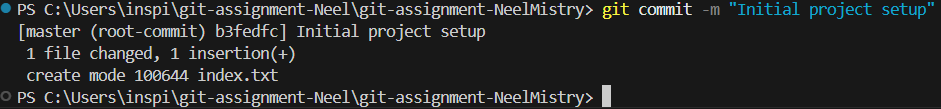 PS C:\Users\inspi\git-assignment-Neel\git-assignment-NeelMistry> git commit -m "Initial project setup"
[master (root-commit) b3fedfc] Initial project setup
 1 file changed, 1 insertion(+)
 create mode 100644 index.txt
PS C:\Users\inspi\git-assignment-Neel\git-assignment-NeelMistry>